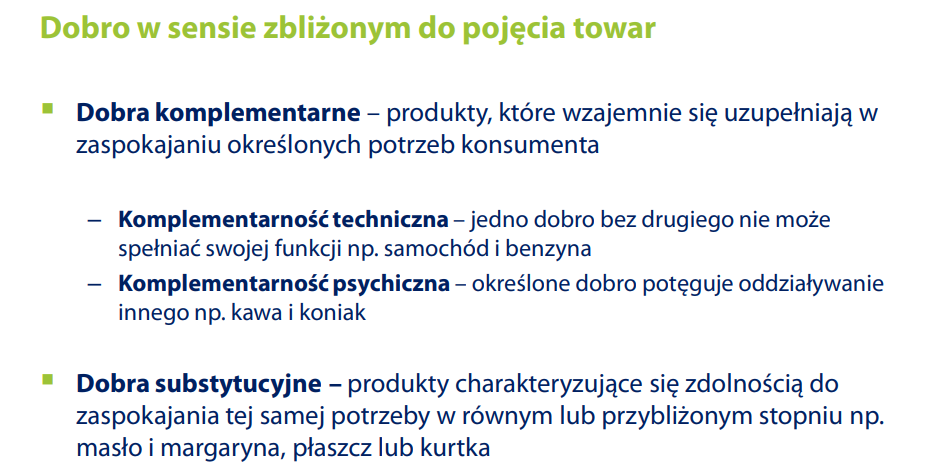 Dobro w sensie zbliżonym do pojęcia towar
▪ Dobra komplementarne – produkty, które wzajemnie się uzupełniają w
zaspokajaniu określonych potrzeb konsumenta
– Komplementarność techniczna – jedno dobro bez drugiego nie może
spełniać swojej funkcji np. samochód i benzyna
– Komplementarność psychiczna – określone dobro potęguje oddziaływanie
innego np. kawa i koniak
▪ Dobra substytucyjne – produkty charakteryzujące się zdolnością do
zaspokajania tej samej potrzeby w równym lub przybliżonym stopniu np.
masło i margaryna, płaszcz lub kurtka